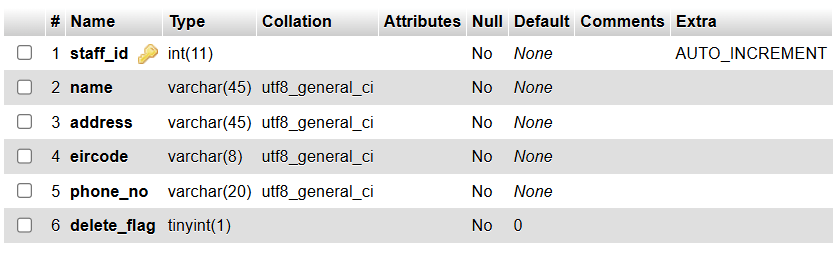 # Name Type Collation Attributes Null Default Comments Extra
1 staff_id int(11) No None AUTO_INCREMENT
2 name varchar(45) utf8_general_ci No None
3 address varchar(45) utf8_general_ci No None
4 eircode varchar(8) utf8_general_ci No None
5 phone_no varchar(20) utf8_general_ci No None
6 delete_flag tinyint(1) No 0